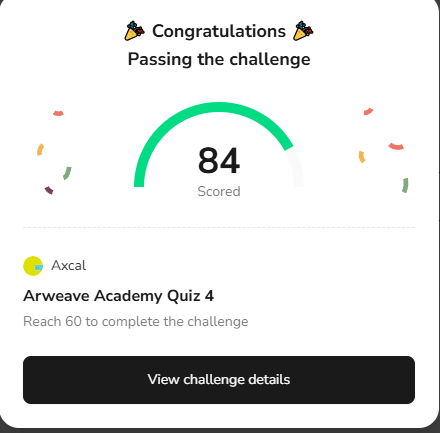 Congratulations
Passing the challenge
84
Scored
Axcal
Arweave Academy Quiz 4
Reach 60 to complete the challenge
View challenge details